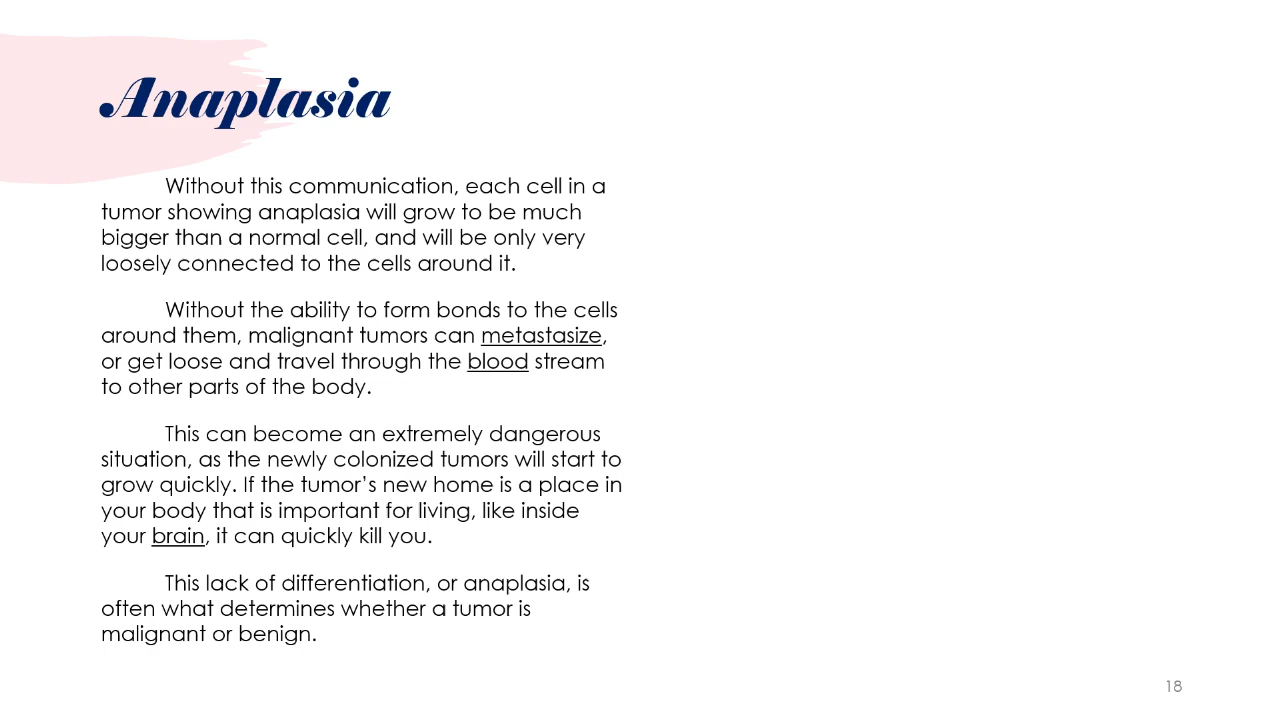 Anaplasia
Without this communication, each cell in a
tumor showing anaplasia will grow to be much
bigger than a normal cell, and will be only very
loosely connected to the cells around it.
Without the ability to form bonds to the cells
around them, malignant tumors can metastasize,
or get loose and travel through the blood stream
to other parts of the body.
This can become an extremely dangerous
situation, as the newly colonized tumors will start to
grow quickly. If the tumor's new home is a place in
your body that is important for living, like inside
your brain, it can quickly kill you.
This lack of differentiation, or anaplasia, is
often what determines whether a tumor is
malignant or benign.
18